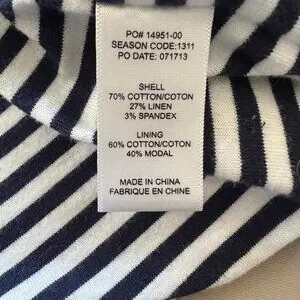 PO# 14951-00
SEASON CODE:1311
PO DATE: 071713
SHELL
70% COTTON/COTON
27% LINEN
3% SPANDEX
LINING
60% COTTON/COTON
40% MODAL
MADE IN CHINA
FABRIQUE EN CHINE